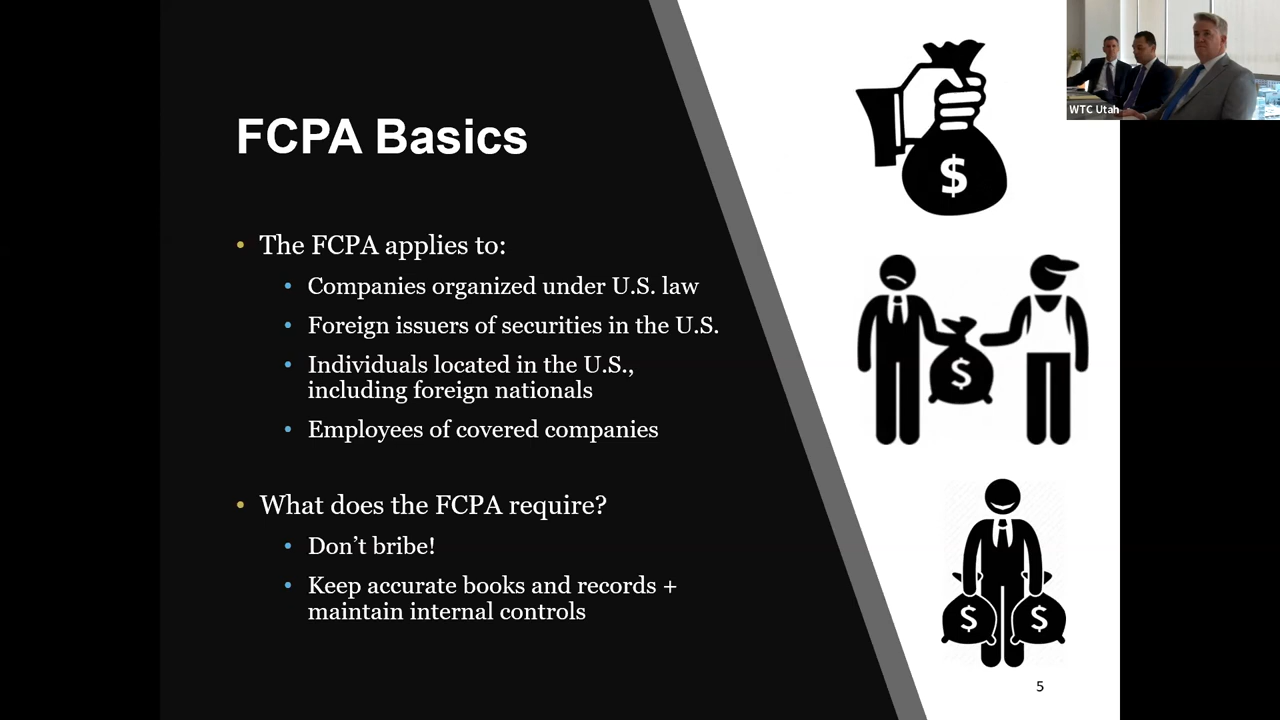 WTC Utah
FCPA Basics
• The FCPA applies to:
• Companies organized under U.S. law
• Foreign issuers of securities in the U.S.
• Individuals located in the U.S.,
including foreign nationals
• Employees of covered companies
• What does the FCPA require?
• Don’t bribe!
• Keep accurate books and records +
maintain internal controls
$
$
$ $
5